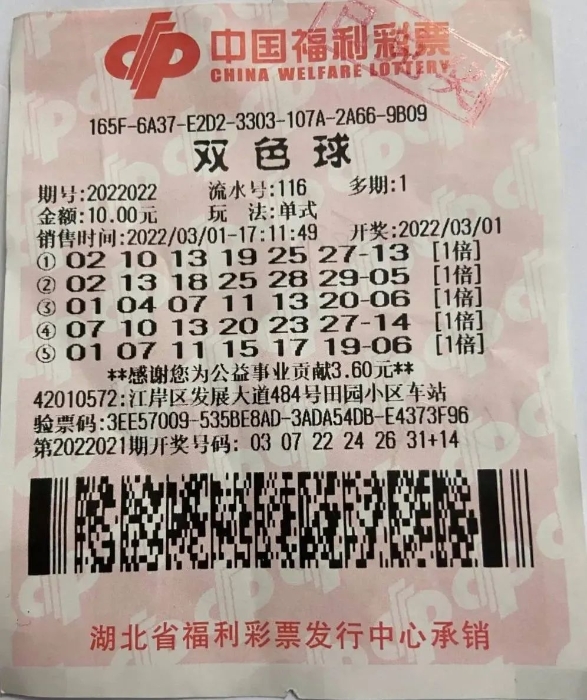 中国福利彩票
CHINA WELFARE LOTTERY
165F-6A37-E2D2-3303-107A-2A66-9B09
双色球
期号:2022022 流水号:116 多期:1
金额:10.00元 玩 法:单式
销售时间:2022/03/01-17:11:49 开奖:2022/03/01
① 02 10 13 19 25 27-13 [1倍]
② 02 13 18 25 28 29-05 [1倍]
③ 01 04 07 11 13 20-06 [1倍]
④ 07 10 13 20 23 27-14 [1倍]
⑤ 01 07 11 15 17 19-06 [1倍]
**感谢您为公益事业贡献3.60元**
42010572:江岸区发展大道484号田园小区车站
验票码:3EE57009-535BE8AD-3ADA54DB-E4373F96
第2022021期开奖号码: 03 07 22 24 26 31+14
湖北省福利彩票发行中心承销